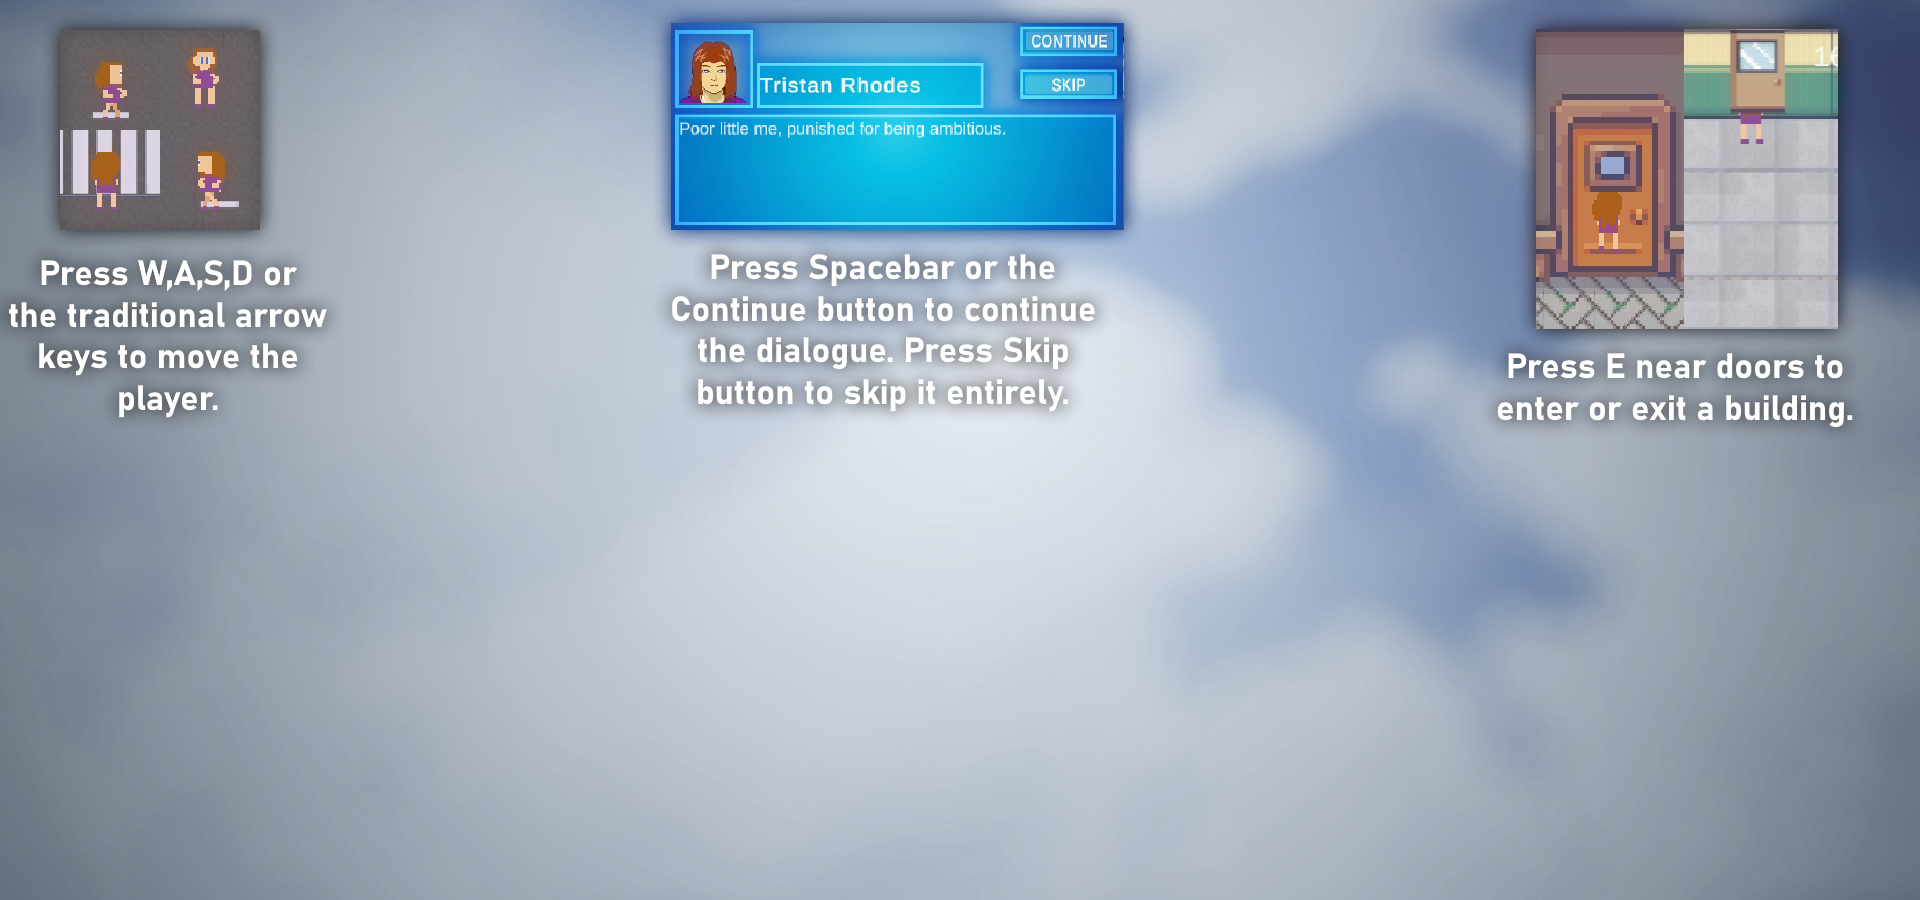 Press W,A,S,D or
the traditional arrow
keys to move the
player.
CONTINUE
Tristan Rhodes
SKIP
Poor little me, punished for being ambitious.
Press Spacebar or the
Continue button to continue
the dialogue. Press Skip
button to skip it entirely.
Press E near doors to
enter or exit a building.